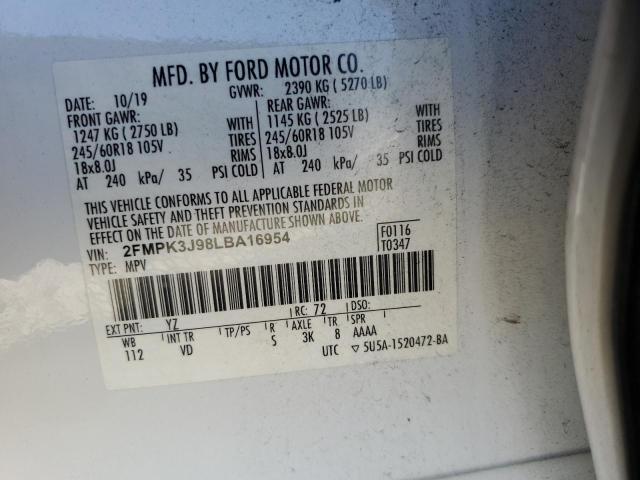 MFD. BY FORD MOTOR CO.
DATE: 10/19 GVWR: 2390 KG ( 5270 LB)
FRONT GAWR: REAR GAWR:
1247 KG ( 2750 LB) WITH 1145 KG ( 2525 LB) WITH
245/60R18 105V TIRES 245/60R18 105V TIRES
18x8.0J RIMS 18x8.0J RIMS
AT 240 kPa/ 35 PSI COLD AT 240 kPa/ 35 PSI COLD
THIS VEHICLE CONFORMS TO ALL APPLICABLE FEDERAL MOTOR
VEHICLE SAFETY AND THEFT PREVENTION STANDARDS IN
EFFECT ON THE DATE OF MANUFACTURE SHOWN ABOVE.
VIN: 2FMPK3J98LBA16954 F0116
TYPE: MPV T0347
EXT PNT: YZ RC: 72 DSO:
WB INT TR TP/PS R AXLE TR SPR
112 VD S 3K 8 AAAA
UTC ▽ 5U5A-1520472-BA